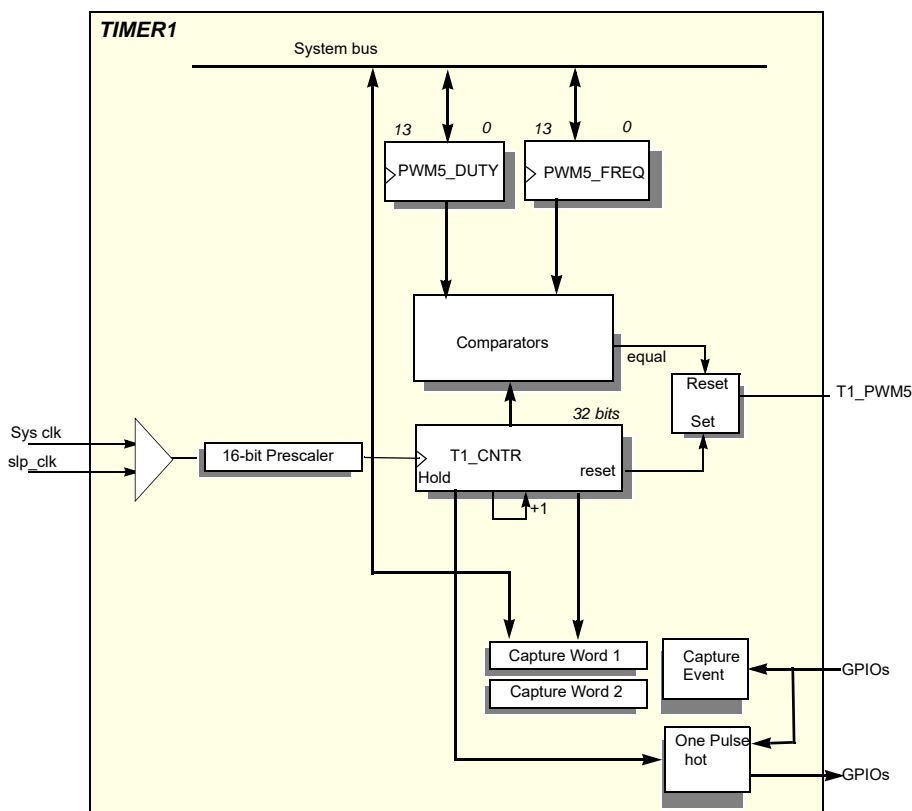 TIMER1
System bus
13 0 13 0
PWM5_DUTY PWM5_FREQ
Comparators
equal
Reset
Set
T1_PWM5
32 bits
Sys clk
slp_clk
16-bit Prescaler
T1_CNTR
Hold
reset
+1
Capture Word 1
Capture Word 2
Capture
Event
GPIOs
One Pulse
hot
GPIOs